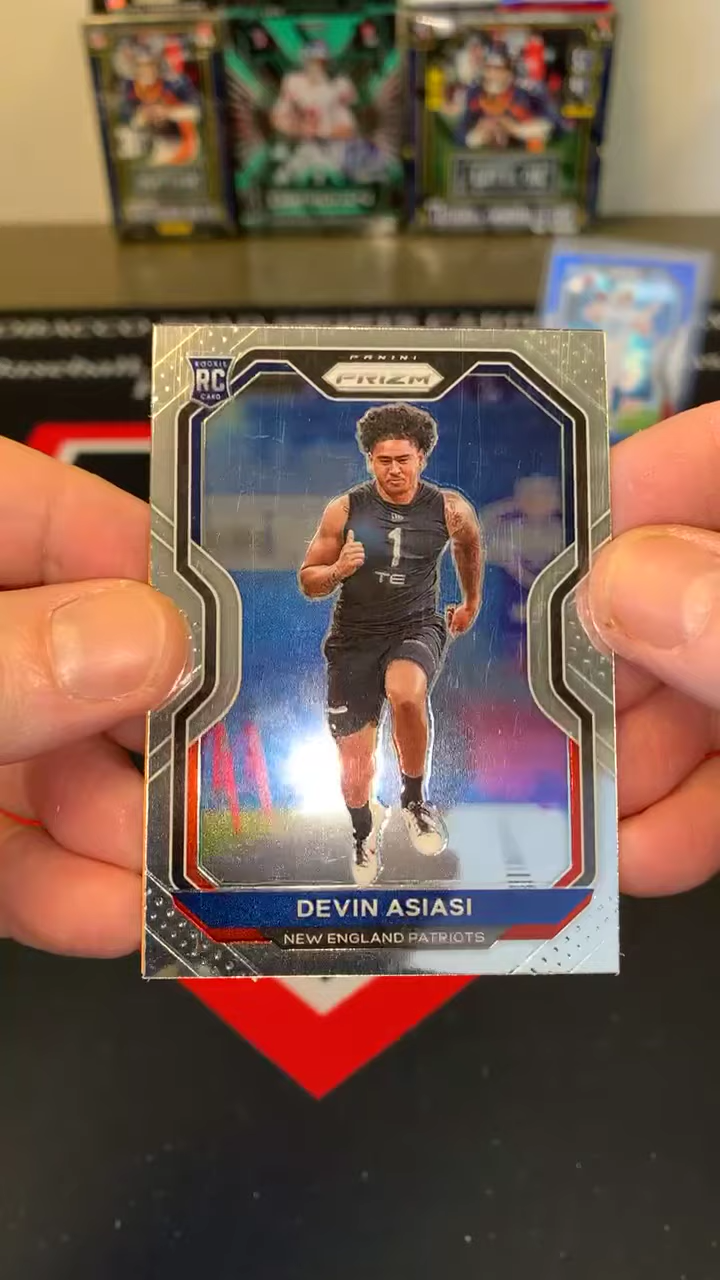 PANINI
PRIZM
ROOKIE
RC
CARD
1
TE
DEVIN ASIASI
NEW ENGLAND PATRIOTS